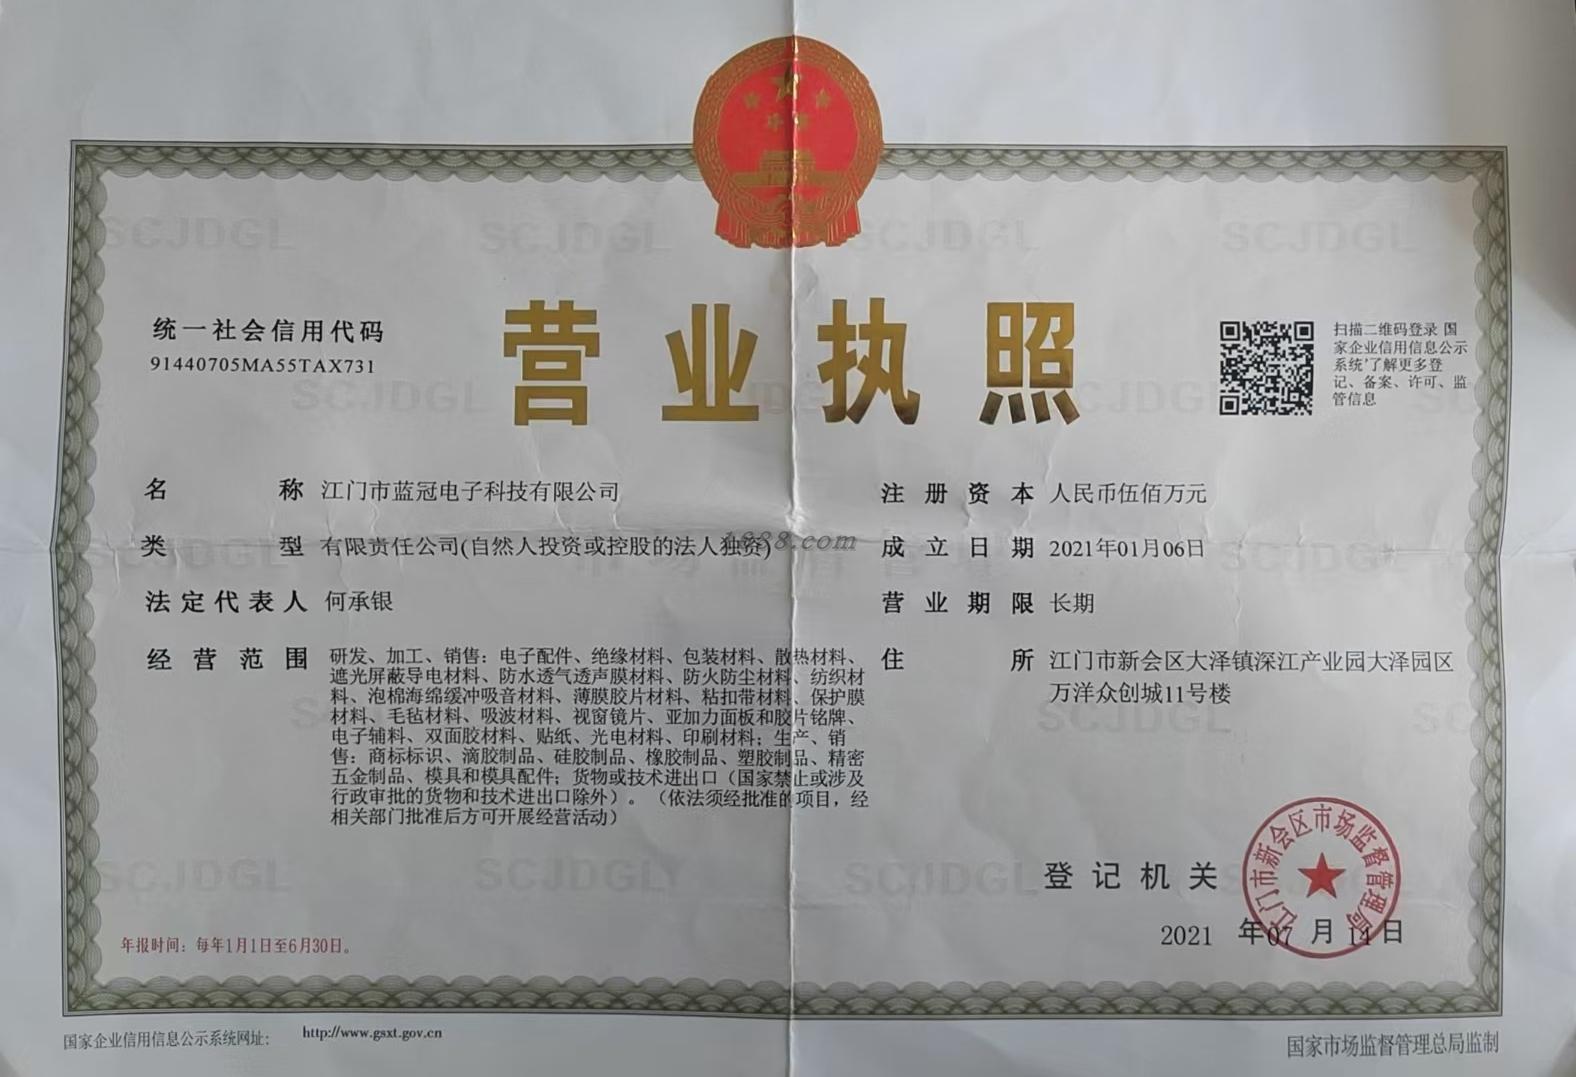 SCJDGL SCJDGL SCJDGL SCJDGL
营业执照
统一社会信用代码
91440705MA55TAX731
扫描二维码登录 国
家企业信用信息公示
系统'了解更多登
记、备案、许可、监
管信息
名称 江门市蓝冠电子科技有限公司
类型 有限责任公司(自然人投资或控股的法人独资)
法定代表人 何承银
经营范围 研发、加工、销售：电子配件、绝缘材料、包装材料、散热材料、
遮光屏蔽导电材料、防水透气透声膜材料、防火防尘材料、纺织材
料、泡棉海绵缓冲吸音材料、薄膜胶片材料、粘扣带材料、保护膜
材料、毛毡材料、吸波材料、视窗镜片、亚加力面板和胶片铭牌、
电子辅料、双面胶材料、贴纸、光电材料、印刷材料；生产、销
售：商标标识、滴胶制品、硅胶制品、橡胶制品、塑胶制品、精密
五金制品、模具和模具配件；货物或技术进出口（国家禁止或涉及
行政审批的货物和技术进出口除外）。（依法须经批准的项目，经
相关部门批准后方可开展经营活动）
注册资本 人民币伍佰万元
成立日期 2021年01月06日
营业期限 长期
住所 江门市新会区大泽镇深江产业园大泽园区
万洋众创城11号楼
1688.com
SCJDGL SCJDGL SCJDGL
登记机关
江门市新会区市场监督管理局
2021 年07 月 14 日
年报时间：每年1月1日至6月30日。
国家企业信用信息公示系统网址： http://www.gsxt.gov.cn
国家市场监督管理总局监制